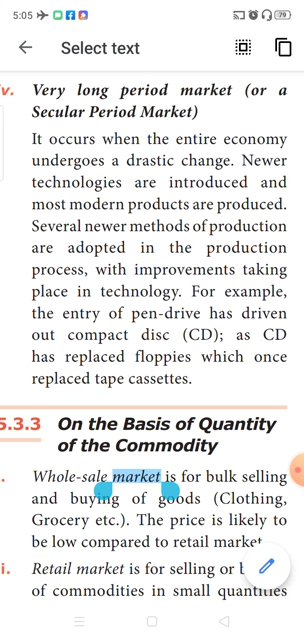 5:05
79
Select text
v. Very long period market (or a
Secular Period Market)
It occurs when the entire economy
undergoes a drastic change. Newer
technologies are introduced and
most modern products are produced.
Several newer methods of production
are adopted in the production
process, with improvements taking
place in technology. For example,
the entry of pen-drive has driven
out compact disc (CD); as CD
has replaced floppies which once
replaced tape cassettes.
5.3.3 On the Basis of Quantity
of the Commodity
. Whole-sale market is for bulk selling
and buying of goods (Clothing,
Grocery etc.). The price is likely to
be low compared to retail market
i. Retail market is for selling or
of commodities in small quantities